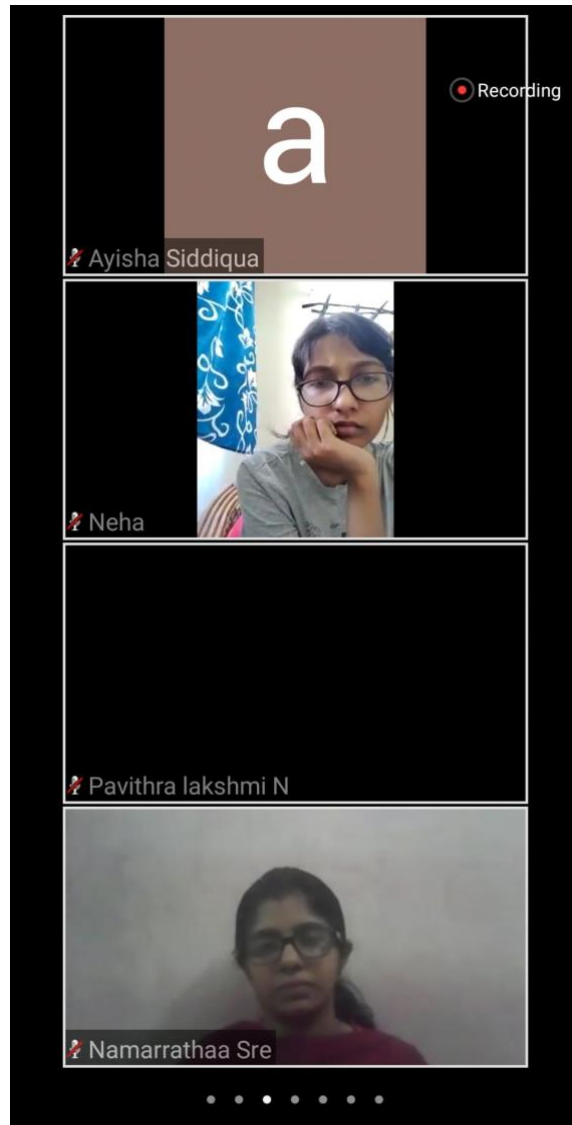 a
Recording
Ayisha Siddiqua
Neha
Pavithra lakshmi N
Namarrathaa Sre